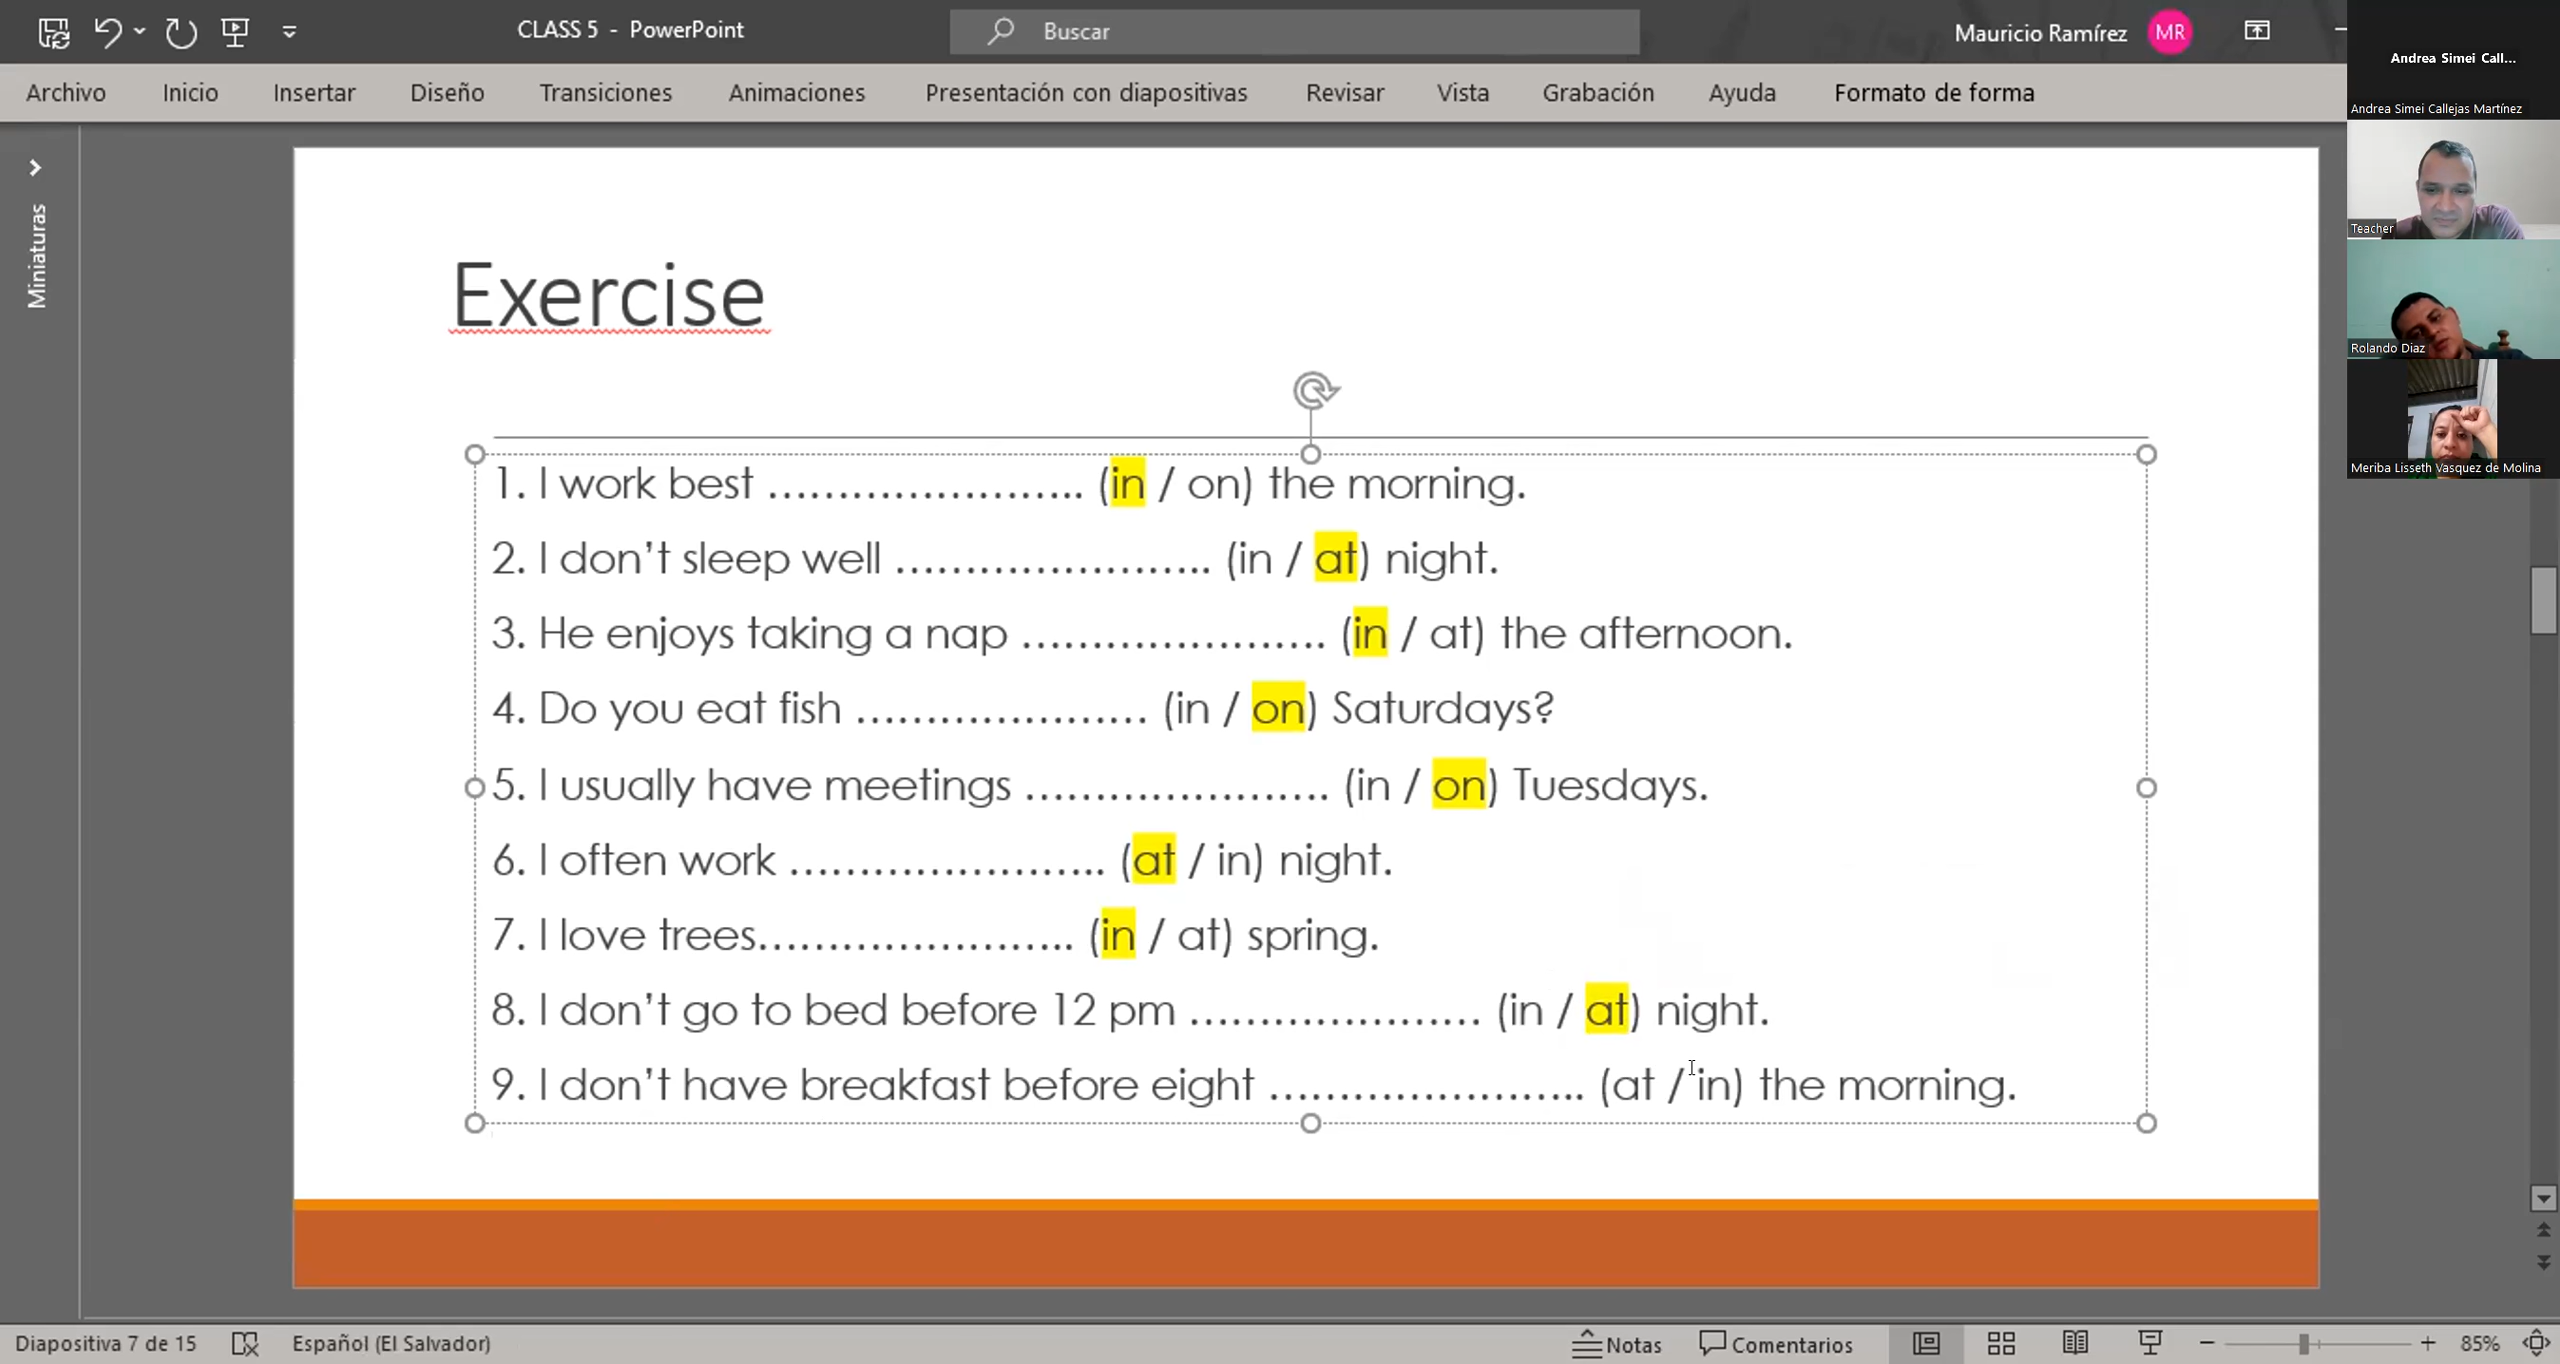 CLASS 5 - PowerPoint
Buscar
Mauricio Ramírez
MR
Archivo
Inicio
Insertar
Diseño
Transiciones
Animaciones
Presentación con diapositivas
Revisar
Vista
Grabación
Ayuda
Formato de forma
Andrea Simei Call...
Andrea Simei Callejas Martínez
Teacher
Rolando Diaz
Meriba Lisseth Vasquez de Molina
Miniaturas
Exercise
1. I work best ………………….. (in / on) the morning.
2. I don’t sleep well ………………….. (in / at) night.
3. He enjoys taking a nap …………………. (in / at) the afternoon.
4. Do you eat fish ………………… (in / on) Saturdays?
5. I usually have meetings …………………. (in / on) Tuesdays.
6. I often work ………………….. (at / in) night.
7. I love trees………………….. (in / at) spring.
8. I don’t go to bed before 12 pm ………………… (in / at) night.
9. I don’t have breakfast before eight ………………….. (at / in) the morning.
Diapositiva 7 de 15
Español (El Salvador)
Notas
Comentarios
85%